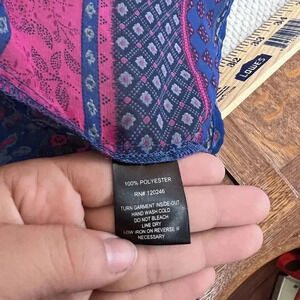 LOWES
100% POLYESTER
RN# 120246
TURN GARMENT INSIDE-OUT
HAND WASH COLD
DO NOT BLEACH
LINE DRY
LOW IRON ON REVERSE IF
NECESSARY